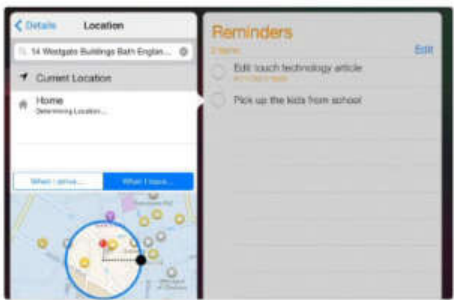 Details
Location
14 Westgate Buildings Bath Englan...
Current Location
Home
Determining Location...
When I arrive...
When I leave...
Reminders
2 items
Edit
Edit touch technology article
Pick up the kids from school